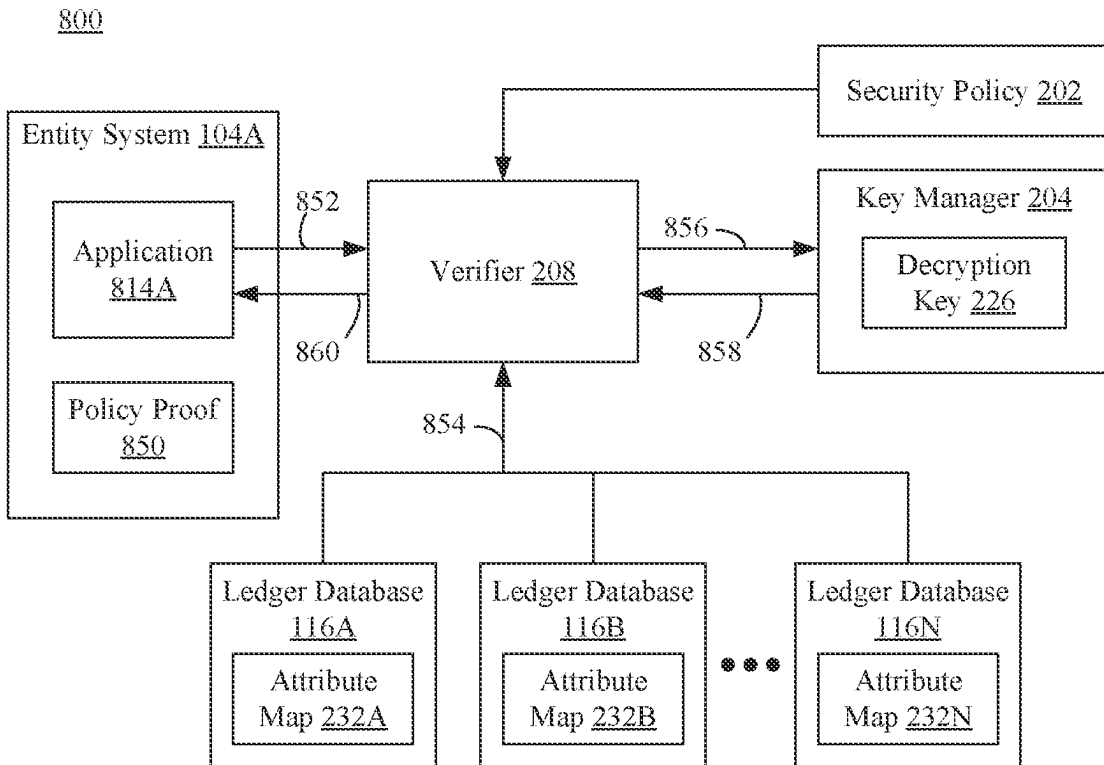 800
Security Policy 202
Entity System 104A
Application
814A
Policy Proof
850
852
860
Verifier 208
856
858
Key Manager 204
Decryption
Key 226
854
Ledger Database
116A
Attribute
Map 232A
Ledger Database
116B
Attribute
Map 232B
Ledger Database
116N
Attribute
Map 232N